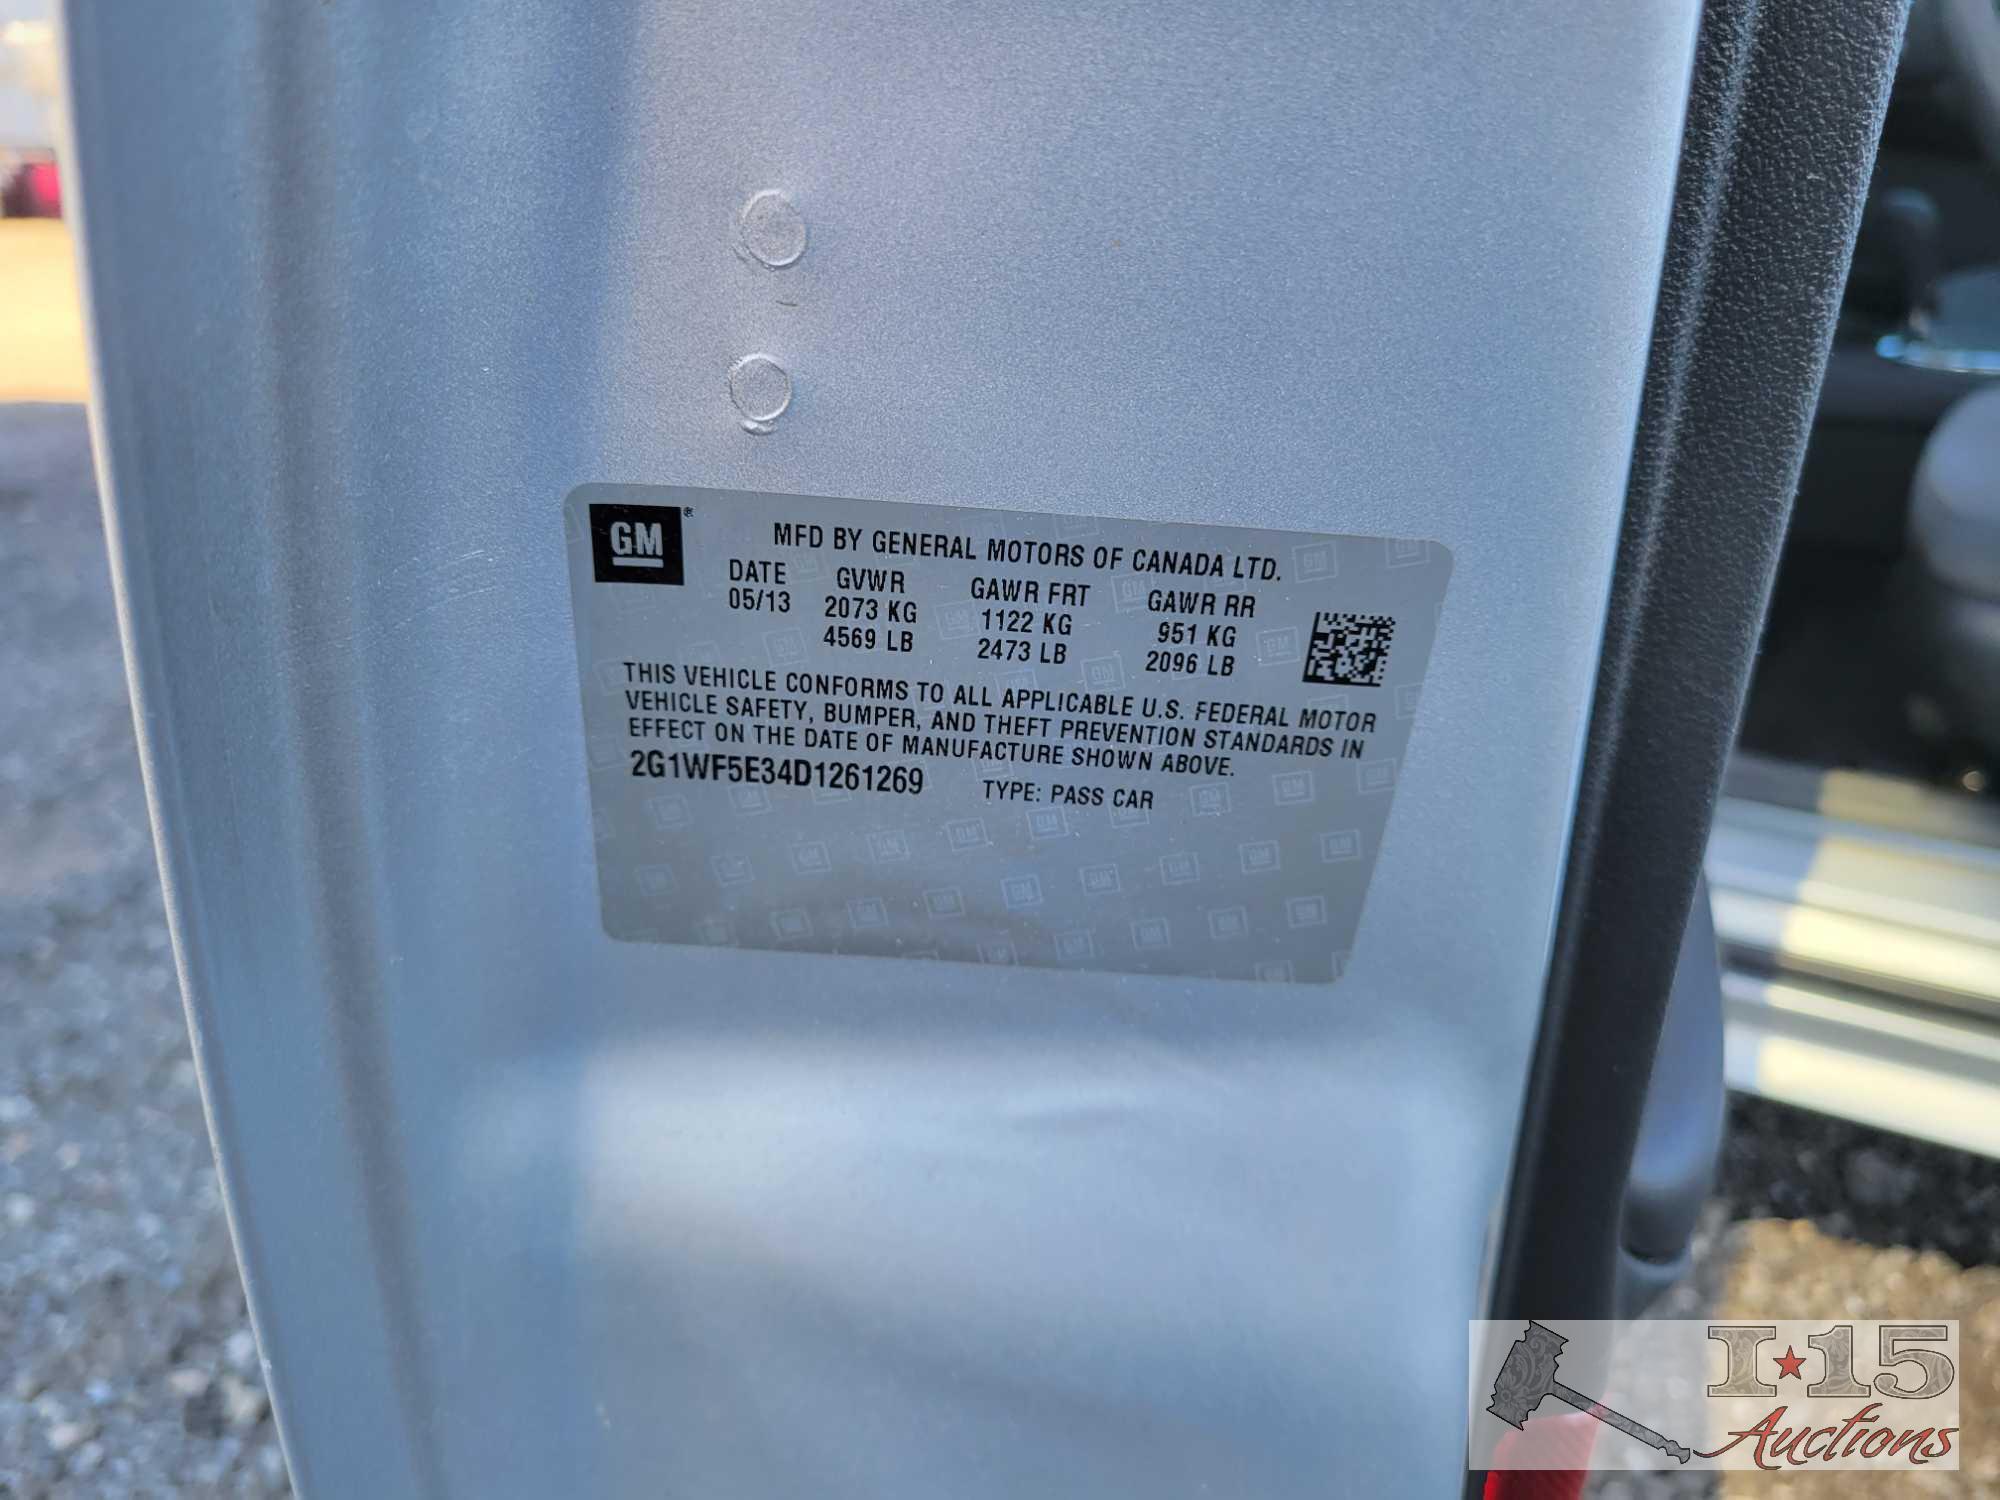 GM®
MFD BY GENERAL MOTORS OF CANADA LTD.
DATE GVWR GAWR FRT GAWR RR
05/13 2073 KG 1122 KG 951 KG
4569 LB 2473 LB 2096 LB
THIS VEHICLE CONFORMS TO ALL APPLICABLE U.S. FEDERAL MOTOR
VEHICLE SAFETY, BUMPER, AND THEFT PREVENTION STANDARDS IN
EFFECT ON THE DATE OF MANUFACTURE SHOWN ABOVE.
2G1WF5E34D1261269 TYPE: PASS CAR
I★15
Auctions